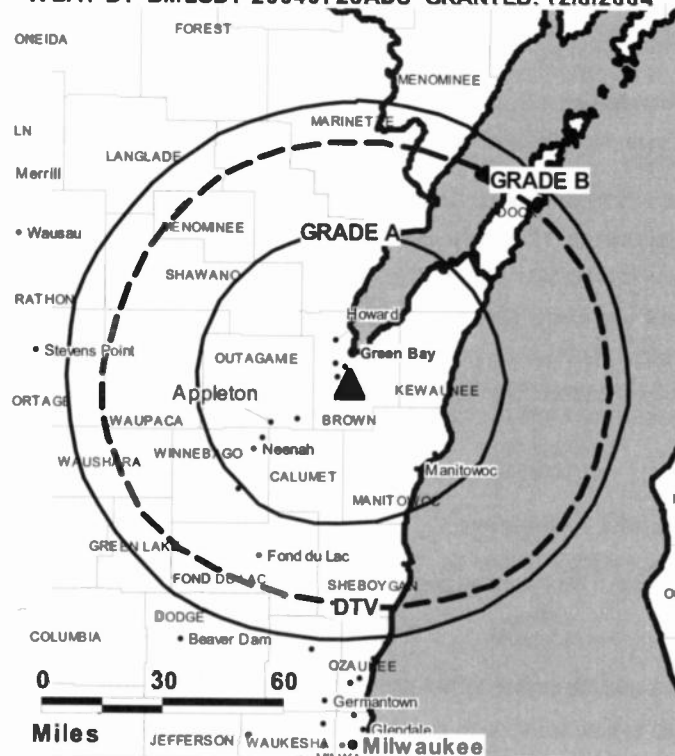 ONEIDA
FOREST
MENOMINEE
LN
MARINETTE
LANGLADE
Merrill
GRADE B
DOOR
MENOMINEE
Wausau
GRADE A
SHAWANO
RATHON
Howard
Stevens Point
Green Bay
OUTAGAME
Appleton
KEWAUNEE
ORTAGE
WAUPACA
BROWN
Neenah
WINNEBAGO
WAUSHARA
Manitowoc
CALUMET
MANITOWOC
GREEN LAKE
Fond du Lac
FOND DU LAC
SHEBOYGAN
DTV
DODGE
COLUMBIA
Beaver Dam
OZAUKEE
0 30 60
Germantown
Miles
Glendale
JEFFERSON
WAUKESHA
Milwaukee